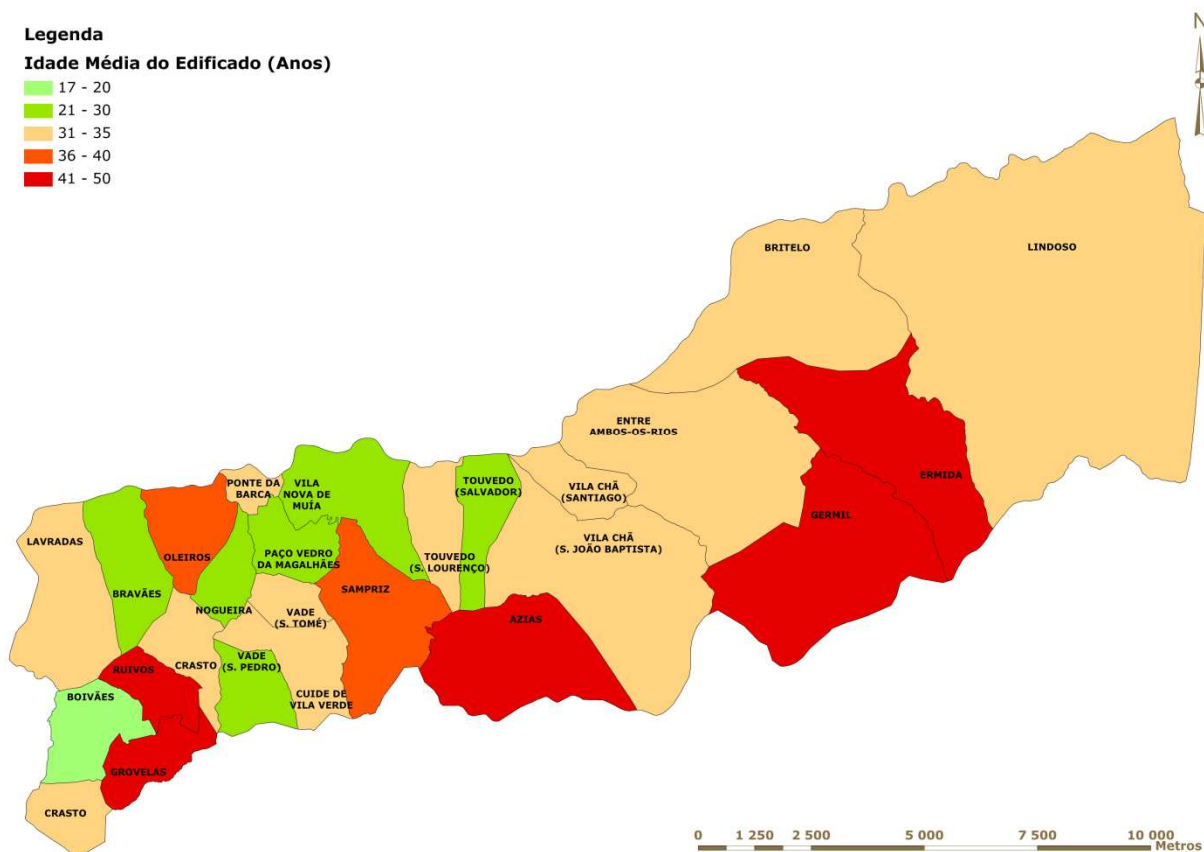 Legenda
Idade Média do Edificado (Anos)
17 - 20
21 - 30
31 - 35
36 - 40
41 - 50
N
BRITELO
LINDOSO
ENTRE
AMBOS-OS-RIOS
ERMIDA
GERMIL
VILA CHÃ
(SANTIAGO)
VILA CHÃ
(S. JOÃO BAPTISTA)
TOUVEDO
(SALVADOR)
TOUVEDO
(S. LOURENÇO)
PONTE DA
BARCA
VILA
NOVA DE
MUÍA
LAVRADAS
OLEIROS
PAÇO VEDRO
DA MAGALHÃES
BRAVÃES
NOGUEIRA
SAMPRIZ
VADE
(S. TOMÉ)
AZIAS
VADE
(S. PEDRO)
RUIVOS
CRASTO
BOIVÃES
CUIDE DE
VILA VERDE
GROVELAS
CRASTO
0 1 250 2 500 5 000 7 500 10 000
Metros